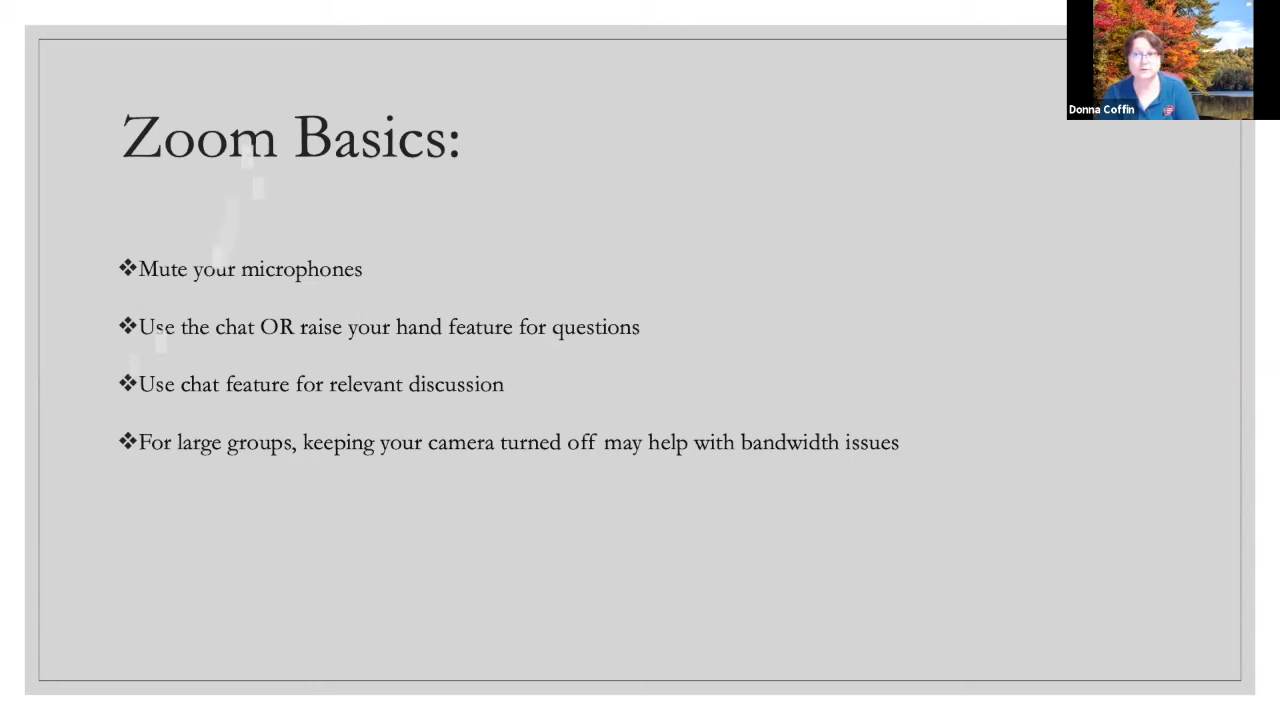 Zoom Basics:
❖Mute your microphones
❖Use the chat OR raise your hand feature for questions
❖Use chat feature for relevant discussion
❖For large groups, keeping your camera turned off may help with bandwidth issues
Donna Coffin